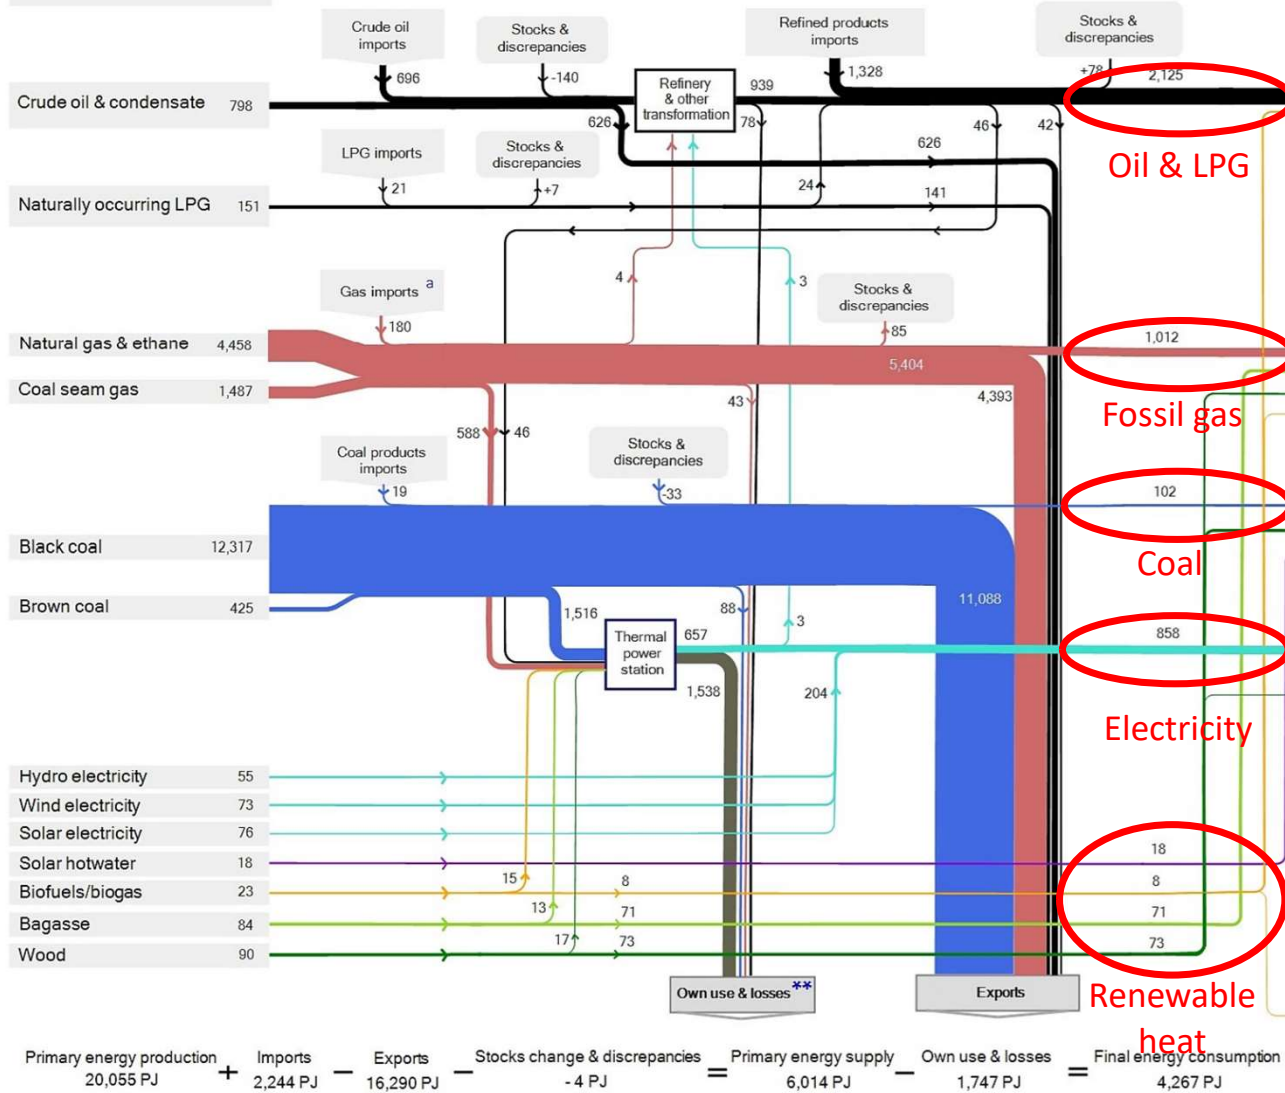 Crude oil
imports
Stocks &
discrepancies
Refined products
imports
Stocks &
discrepancies
696
-140
939
1,328
+78
2,125
Crude oil & condensate 798
Refinery
& other
transformation
626
78
46
42
Oil & LPG
LPG imports
Stocks &
discrepancies
626
21
+7
24
141
Naturally occurring LPG 151
4
3
Gas imports a
Stocks &
discrepancies
180
85
1,012
Natural gas & ethane 4,458
5,404
Coal seam gas 1,487
43
4,393
Fossil gas
588
46
Coal products
imports
Stocks &
discrepancies
19
-33
102
Black coal 12,317
Coal
Brown coal 425
1,516
88
11,088
3
Thermal
power
station
657
858
1,538
204
Electricity
Hydro electricity 55
Wind electricity 73
Solar electricity 76
Solar hotwater 18
18
Biofuels/biogas 23
15
8
8
Bagasse 84
13
71
71
Wood 90
17
73
73
Own use & losses**
Exports
Renewable
heat
Primary energy production + Imports – Exports – Stocks change & discrepancies = Primary energy supply – Own use & losses = Final energy consumption
20,055 PJ 2,244 PJ 16,290 PJ - 4 PJ 6,014 PJ 1,747 PJ 4,267 PJ